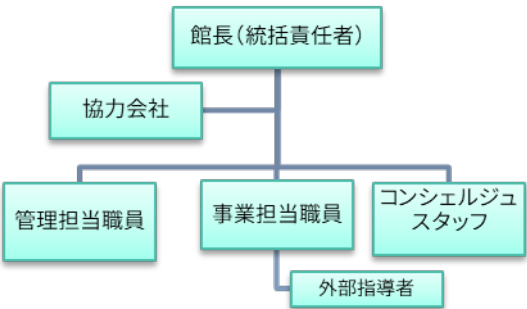 館長（統括責任者）
協力会社
管理担当職員
事業担当職員
コンシェルジュ
スタッフ
外部指導者